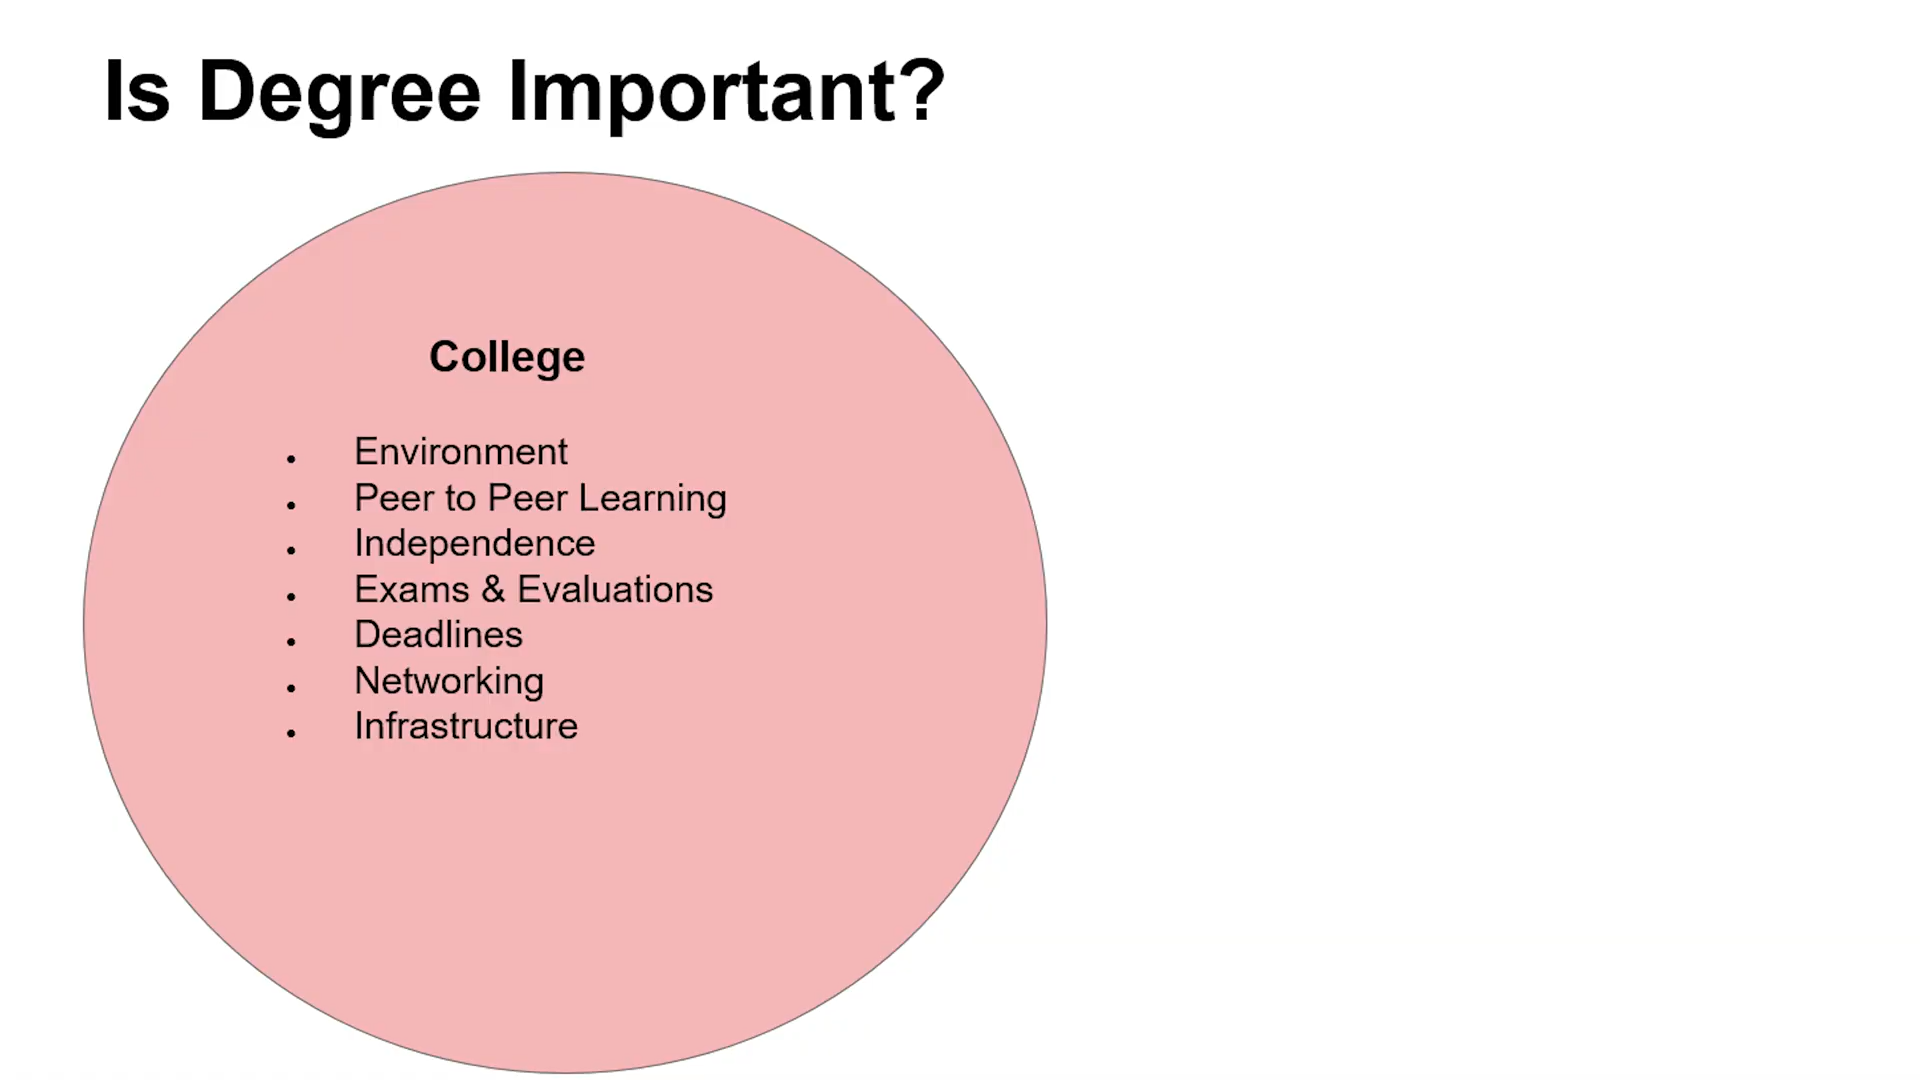 Is Degree Important?
College
• Environment
• Peer to Peer Learning
• Independence
• Exams & Evaluations
• Deadlines
• Networking
• Infrastructure